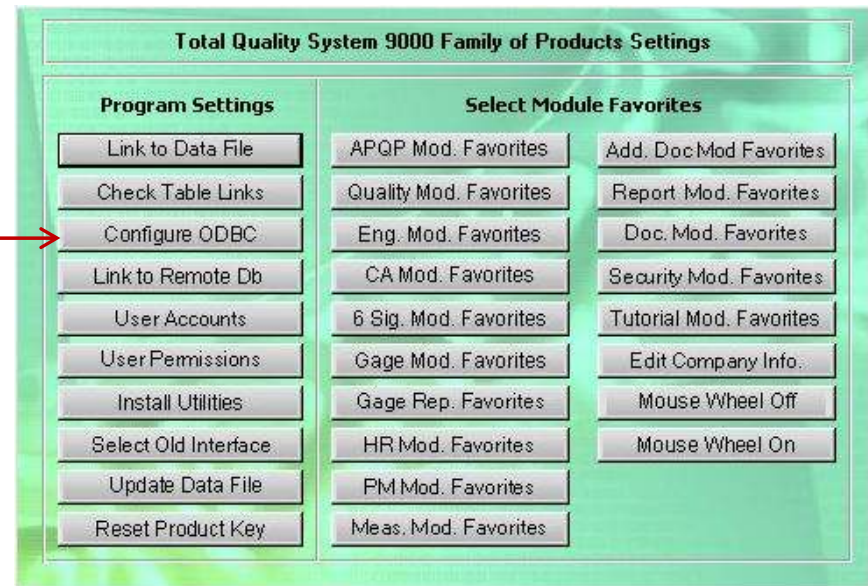 Total Quality System 9000 Family of Products Settings
Program Settings
Link to Data File
Check Table Links
Configure ODBC
Link to Remote Db
User Accounts
User Permissions
Install Utilities
Select Old Interface
Update Data File
Reset Product Key
Select Module Favorites
APQP Mod. Favorites
Quality Mod. Favorites
Eng. Mod. Favorites
CA Mod. Favorites
6 Sig. Mod. Favorites
Gage Mod. Favorites
Gage Rep. Favorites
HR Mod. Favorites
PM Mod. Favorites
Meas. Mod. Favorites
Add. Doc Mod Favorites
Report Mod. Favorites
Doc. Mod. Favorites
Security Mod. Favorites
Tutorial Mod. Favorites
Edit Company Info.
Mouse Wheel Off
Mouse Wheel On